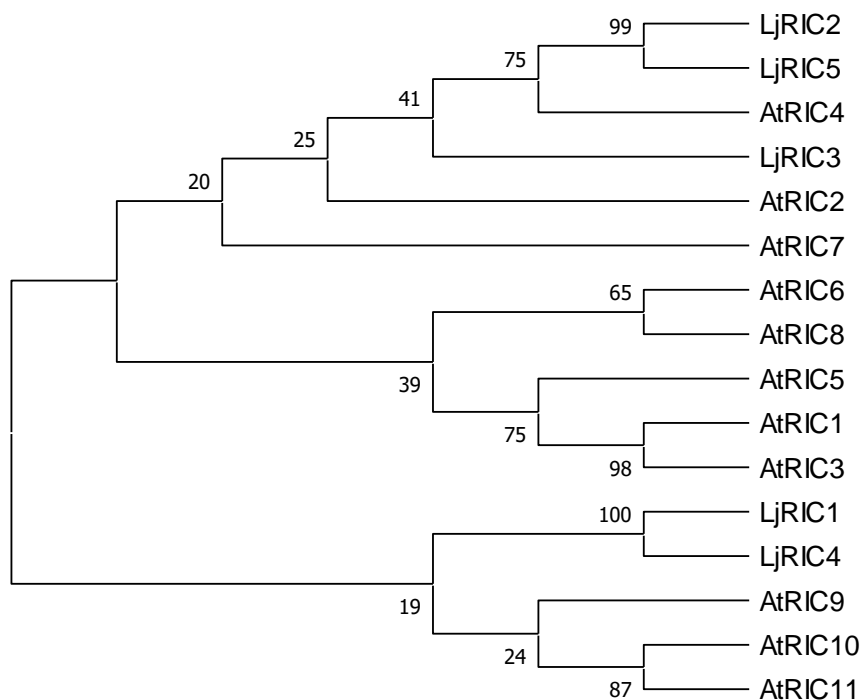 99
LjRIC2
75
LjRIC5
41
AtRIC4
25
LjRIC3
20
AtRIC2
AtRIC7
65
AtRIC6
AtRIC8
39
AtRIC5
75
AtRIC1
98
AtRIC3
100
LjRIC1
LjRIC4
19
AtRIC9
24
AtRIC10
87
AtRIC11